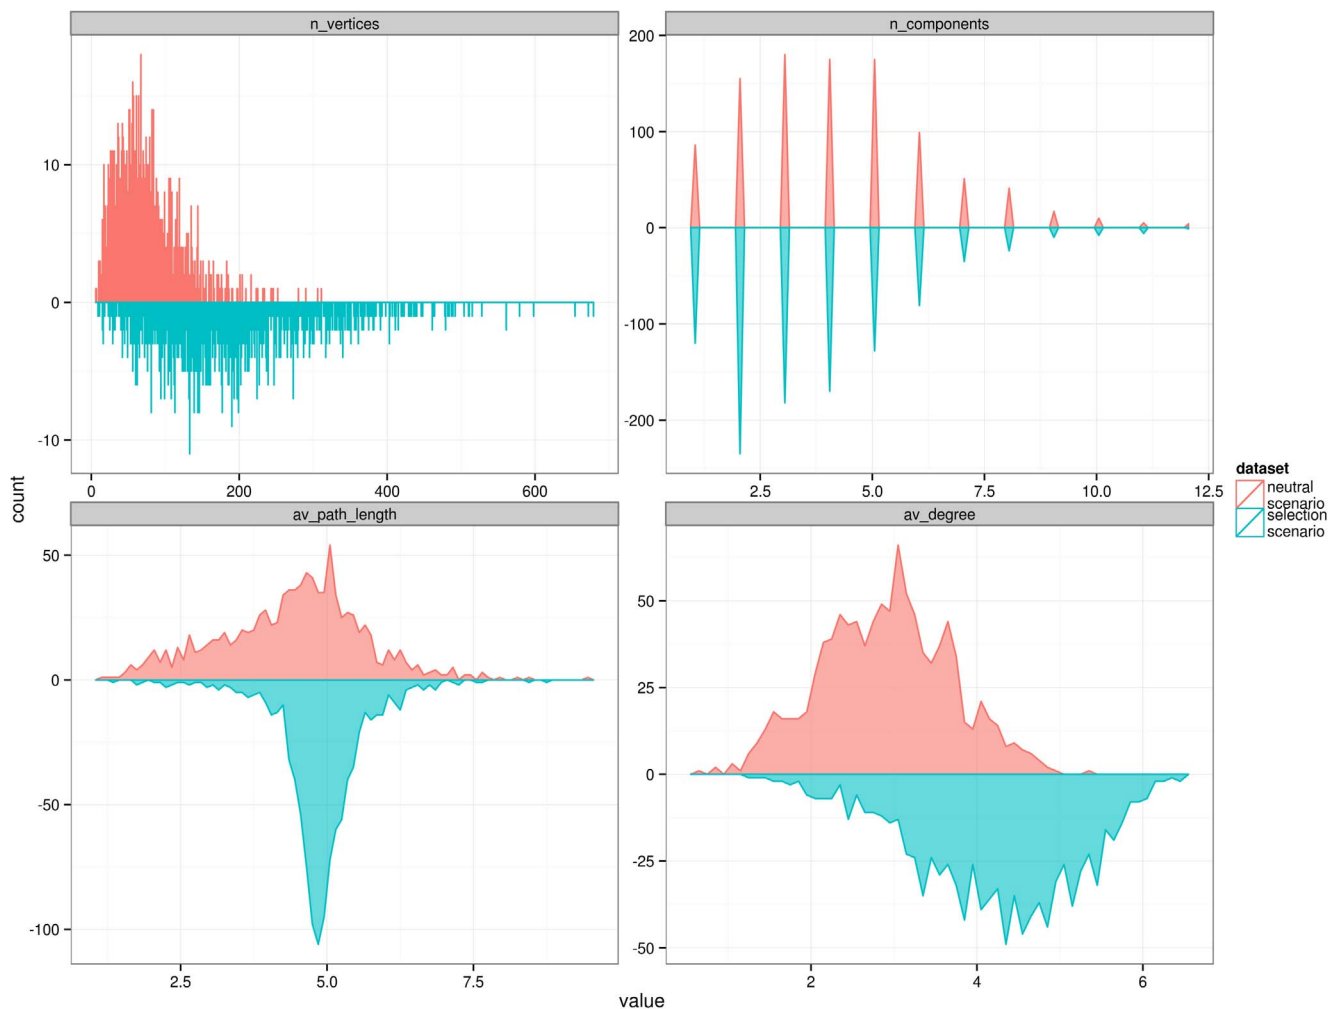 n_vertices
n_components
10
0
-10
0
200
400
600
200
100
0
-100
-200
2.5
5.0
7.5
10.0
12.5
count
av_path_length
av_degree
50
0
-50
-100
2.5
5.0
7.5
50
25
0
-25
-50
2
4
6
value
dataset
neutral
scenario
selection
scenario